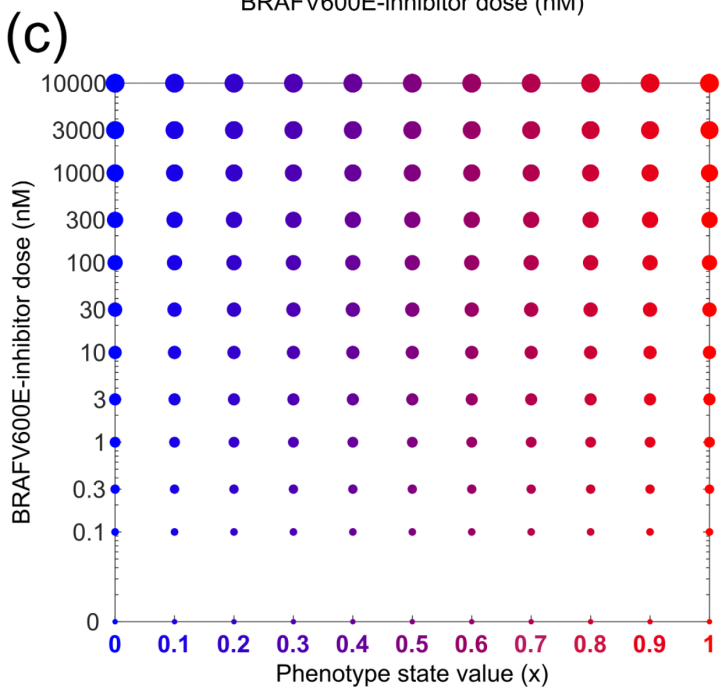 BRAFV600E-inhibitor dose (nM)
(c)
10000
3000
1000
300
100
30
10
3
1
0.3
0.1
0
BRAFV600E-inhibitor dose (nM)
0 0.1 0.2 0.3 0.4 0.5 0.6 0.7 0.8 0.9 1
Phenotype state value (x)